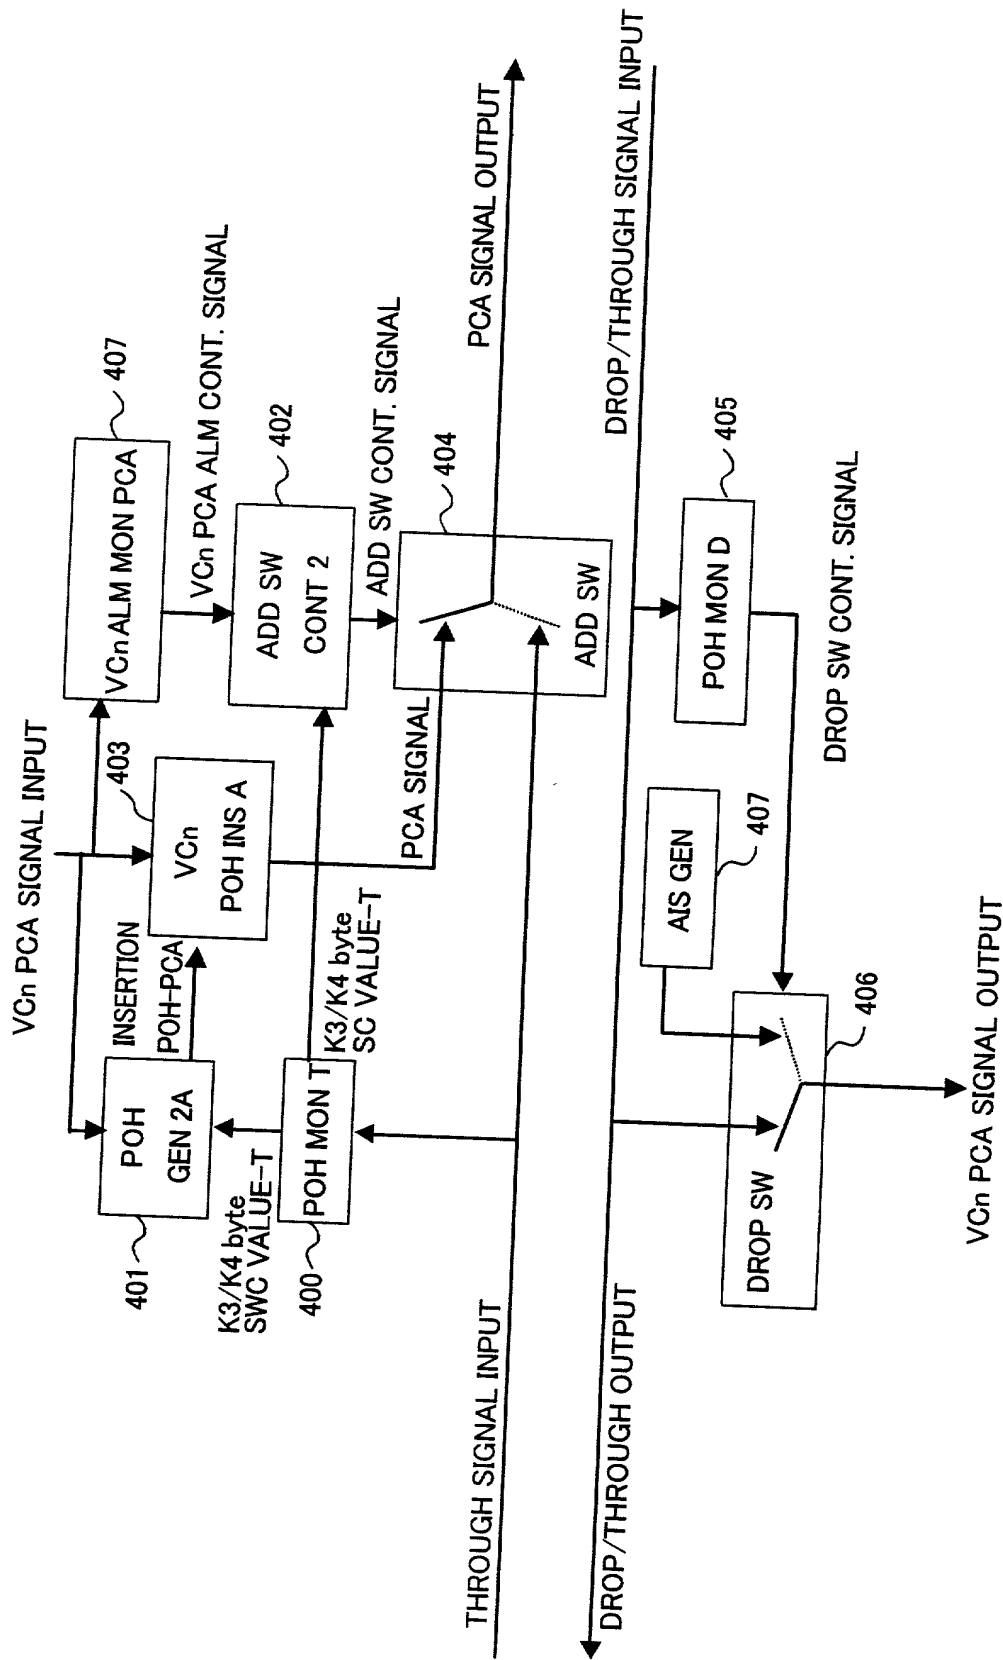 VCn PCA SIGNAL INPUT
407
VCn ALM MON PCA
VCn PCA ALM CONT. SIGNAL
403
VCn
POH INS A
INSERTION
POH-PCA
401
POH
GEN 2A
402
ADD SW
CONT 2
ADD SW CONT. SIGNAL
K3/K4 byte
SWC VALUE-T
400
POH MON T
K3/K4 byte
SC VALUE-T
PCA SIGNAL
404
ADD SW
PCA SIGNAL OUTPUT
THROUGH SIGNAL INPUT
DROP/THROUGH SIGNAL INPUT
DROP/THROUGH OUTPUT
405
POH MON D
DROP SW CONT. SIGNAL
AIS GEN
407
DROP SW
406
VCn PCA SIGNAL OUTPUT